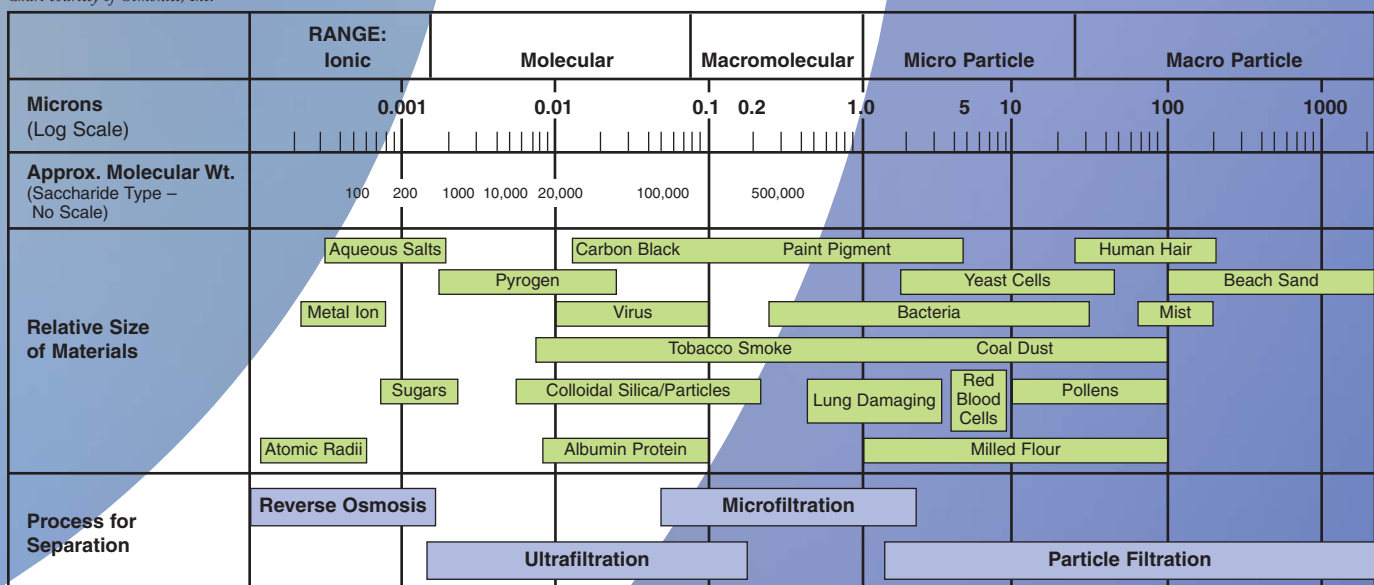 RANGE:
Ionic
Molecular
Macromolecular
Micro Particle
Macro Particle
Microns
(Log Scale)
0.001
0.01
0.1
0.2
1.0
5
10
100
1000
Approx. Molecular Wt.
(Saccharide Type –
No Scale)
100
200
1000
10,000
20,000
100,000
500,000
Relative Size
of Materials
Aqueous Salts
Carbon Black
Paint Pigment
Human Hair
Pyrogen
Yeast Cells
Beach Sand
Metal Ion
Virus
Bacteria
Mist
Tobacco Smoke
Coal Dust
Sugars
Colloidal Silica/Particles
Lung Damaging
Red
Blood
Cells
Pollens
Atomic Radii
Albumin Protein
Milled Flour
Process for
Separation
Reverse Osmosis
Microfiltration
Ultrafiltration
Particle Filtration